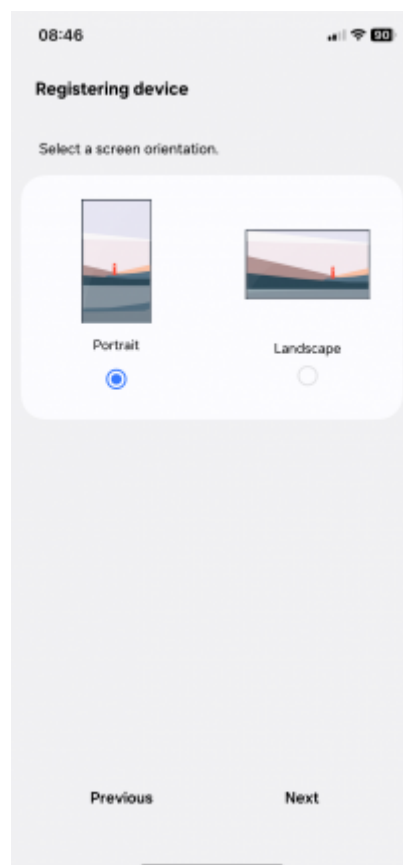 08:46
90
Registering device
Select a screen orientation.
Portrait
Landscape
Previous
Next